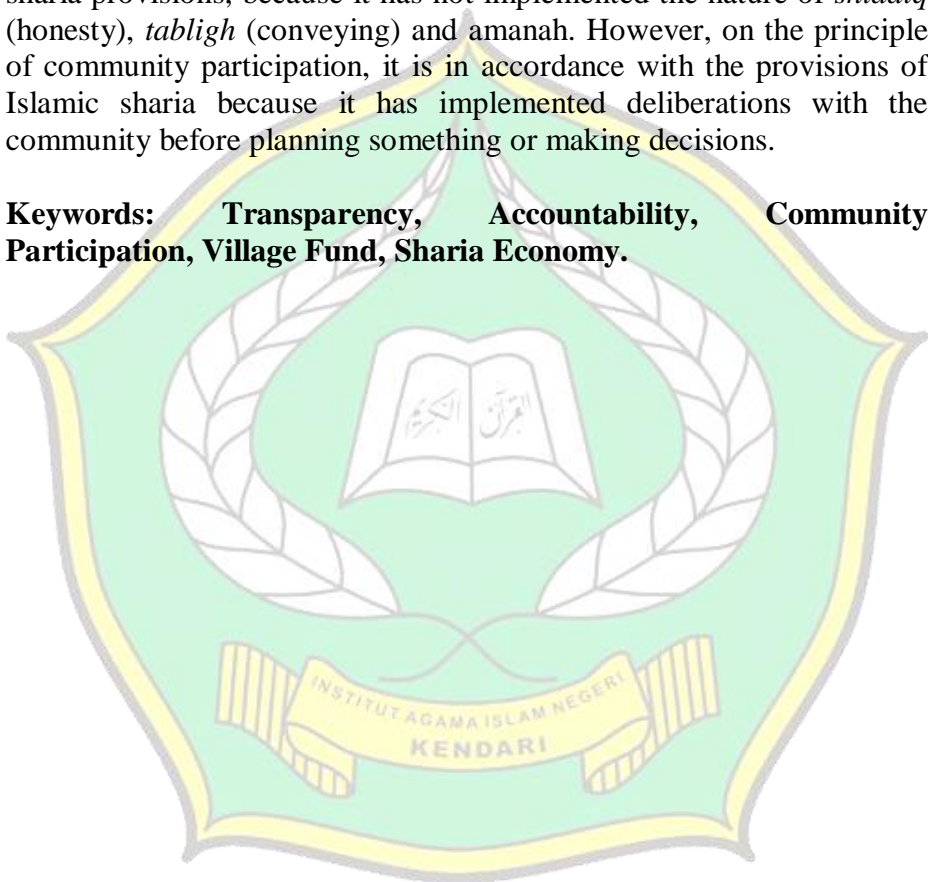 sharia provisions, because it has not implemented the nature of shiddiq
(honesty), tabligh (conveying) and amanah. However, on the principle
of community participation, it is in accordance with the provisions of
Islamic sharia because it has implemented deliberations with the
community before planning something or making decisions.
Keywords: Transparency, Accountability, Community
Participation, Village Fund, Sharia Economy.
القرآن الكريم
INSTITUT AGAMA ISLAM NEGERI
KENDARI